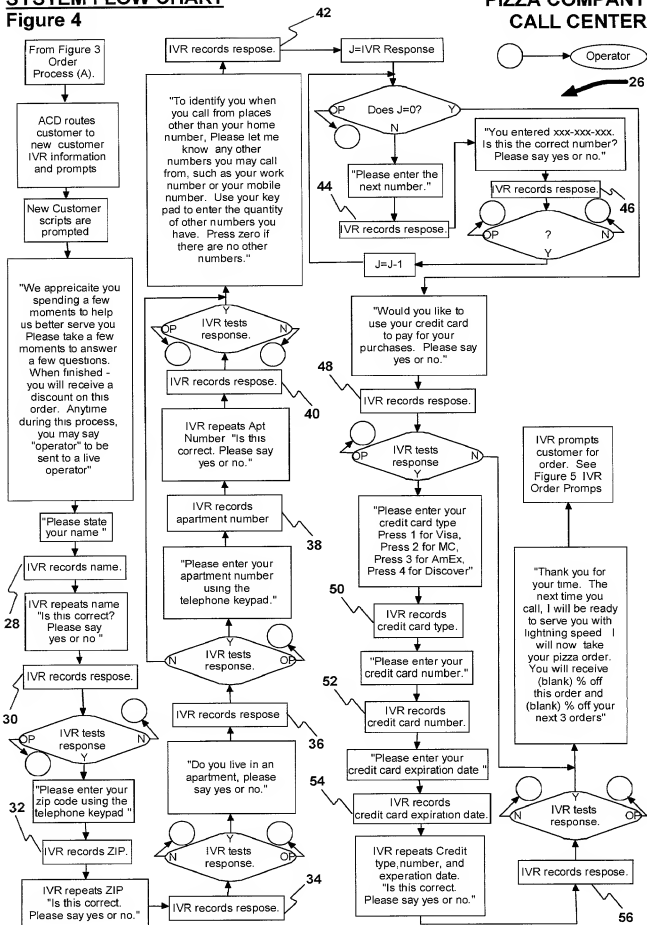 SYSTEM FLOW CHART
Figure 4
PIZZA COMPANY
CALL CENTER
Operator
26
From Figure 3
Order
Process (A).
ACD routes
customer to
new customer
IVR information
and prompts
New Customer
scripts are
prompted
"We appreicaite you
spending a few
moments to help
us better serve you
Please take a few
moments to answer
a few questions.
When finished -
you will receive a
discount on this
order. Anytime
during this process,
you may say
"operator" to be
sent to a live
operator"
"Please state
your name "
IVR records name.
28
IVR repeats name
"Is this correct?
Please say
yes or no "
IVR records respose.
30
OP
IVR tests
response
N
Y
"Please enter your
zip code using the
telephone keypad "
32
IVR records ZIP.
IVR repeats ZIP
"Is this correct.
Please say yes or no."
IVR records respose.
34
Y
N
IVR tests
response.
OP
"Do you live in an
apartment, please
say yes or no."
IVR records respose
36
Y
N
IVR tests
response.
OP
"Please enter your
apartment number
using the
telephone keypad."
38
IVR records
apartment number
IVR repeats Apt
Number "Is this
correct. Please say
yes or no."
IVR records respose.
40
Y
OP
IVR tests
response.
N
"To identify you when
you call from places
other than your home
number, Please let me
know any other
numbers you may call
from, such as your work
number or your mobile
number. Use your key
pad to enter the quantity
of other numbers you
have. Press zero if
there are no other
numbers."
IVR records respose.
42
J=IVR Response
OP
Does J=0?
Y
N
"Please enter the
next number."
44
IVR records respose.
"You entered xxx-xxx-xxx.
Is this the correct number?
Please say yes or no."
IVR records respose.
46
OP
?
N
Y
J=J-1
"Would you like to
use your credit card
to pay for your
purchases. Please say
yes or no."
48
IVR records respose.
OP
IVR tests
response
N
Y
"Please enter your
credit card type
Press 1 for Visa,
Press 2 for MC,
Press 3 for AmEx,
Press 4 for Discover"
50
IVR records
credit card type.
"Please enter your
credit card number."
52
IVR records
credit card number.
"Please enter your
credit card expiration date "
54
IVR records
credit card expiration date.
IVR repeats Credit
type,number, and
experation date.
"Is this correct.
Please say yes or no."
IVR records respose.
56
Y
N
IVR tests
response.
OP
"Thank you for
your time. The
next time you
call, I will be ready
to serve you with
lightning speed I
will now take
your pizza order.
You will receive
(blank) % off
this order and
(blank) % off your
next 3 orders"
IVR prompts
customer for
order. See
Figure 5 IVR
Order Promps